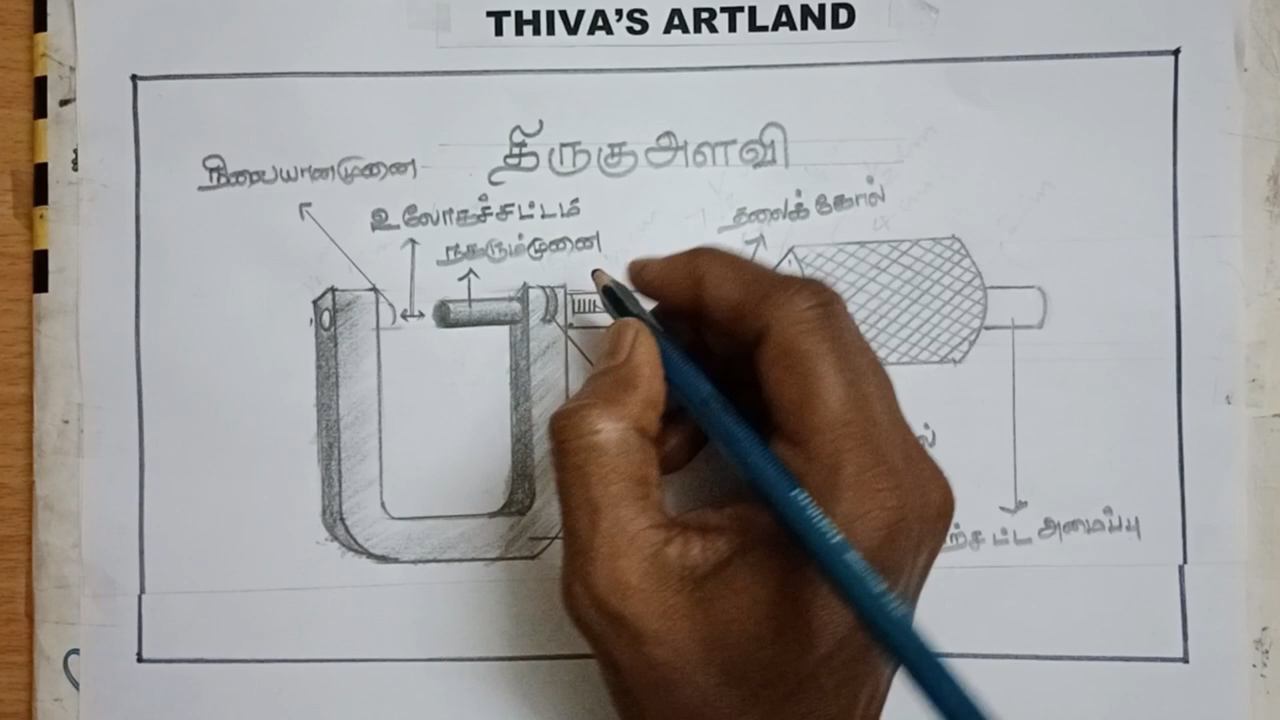 THIVA'S ARTLAND
திருகு அளவி
நிலையான முனை
உலோகச்சட்டம்
தலைக் கோல்
நகரும் முனை
அமைப்பு